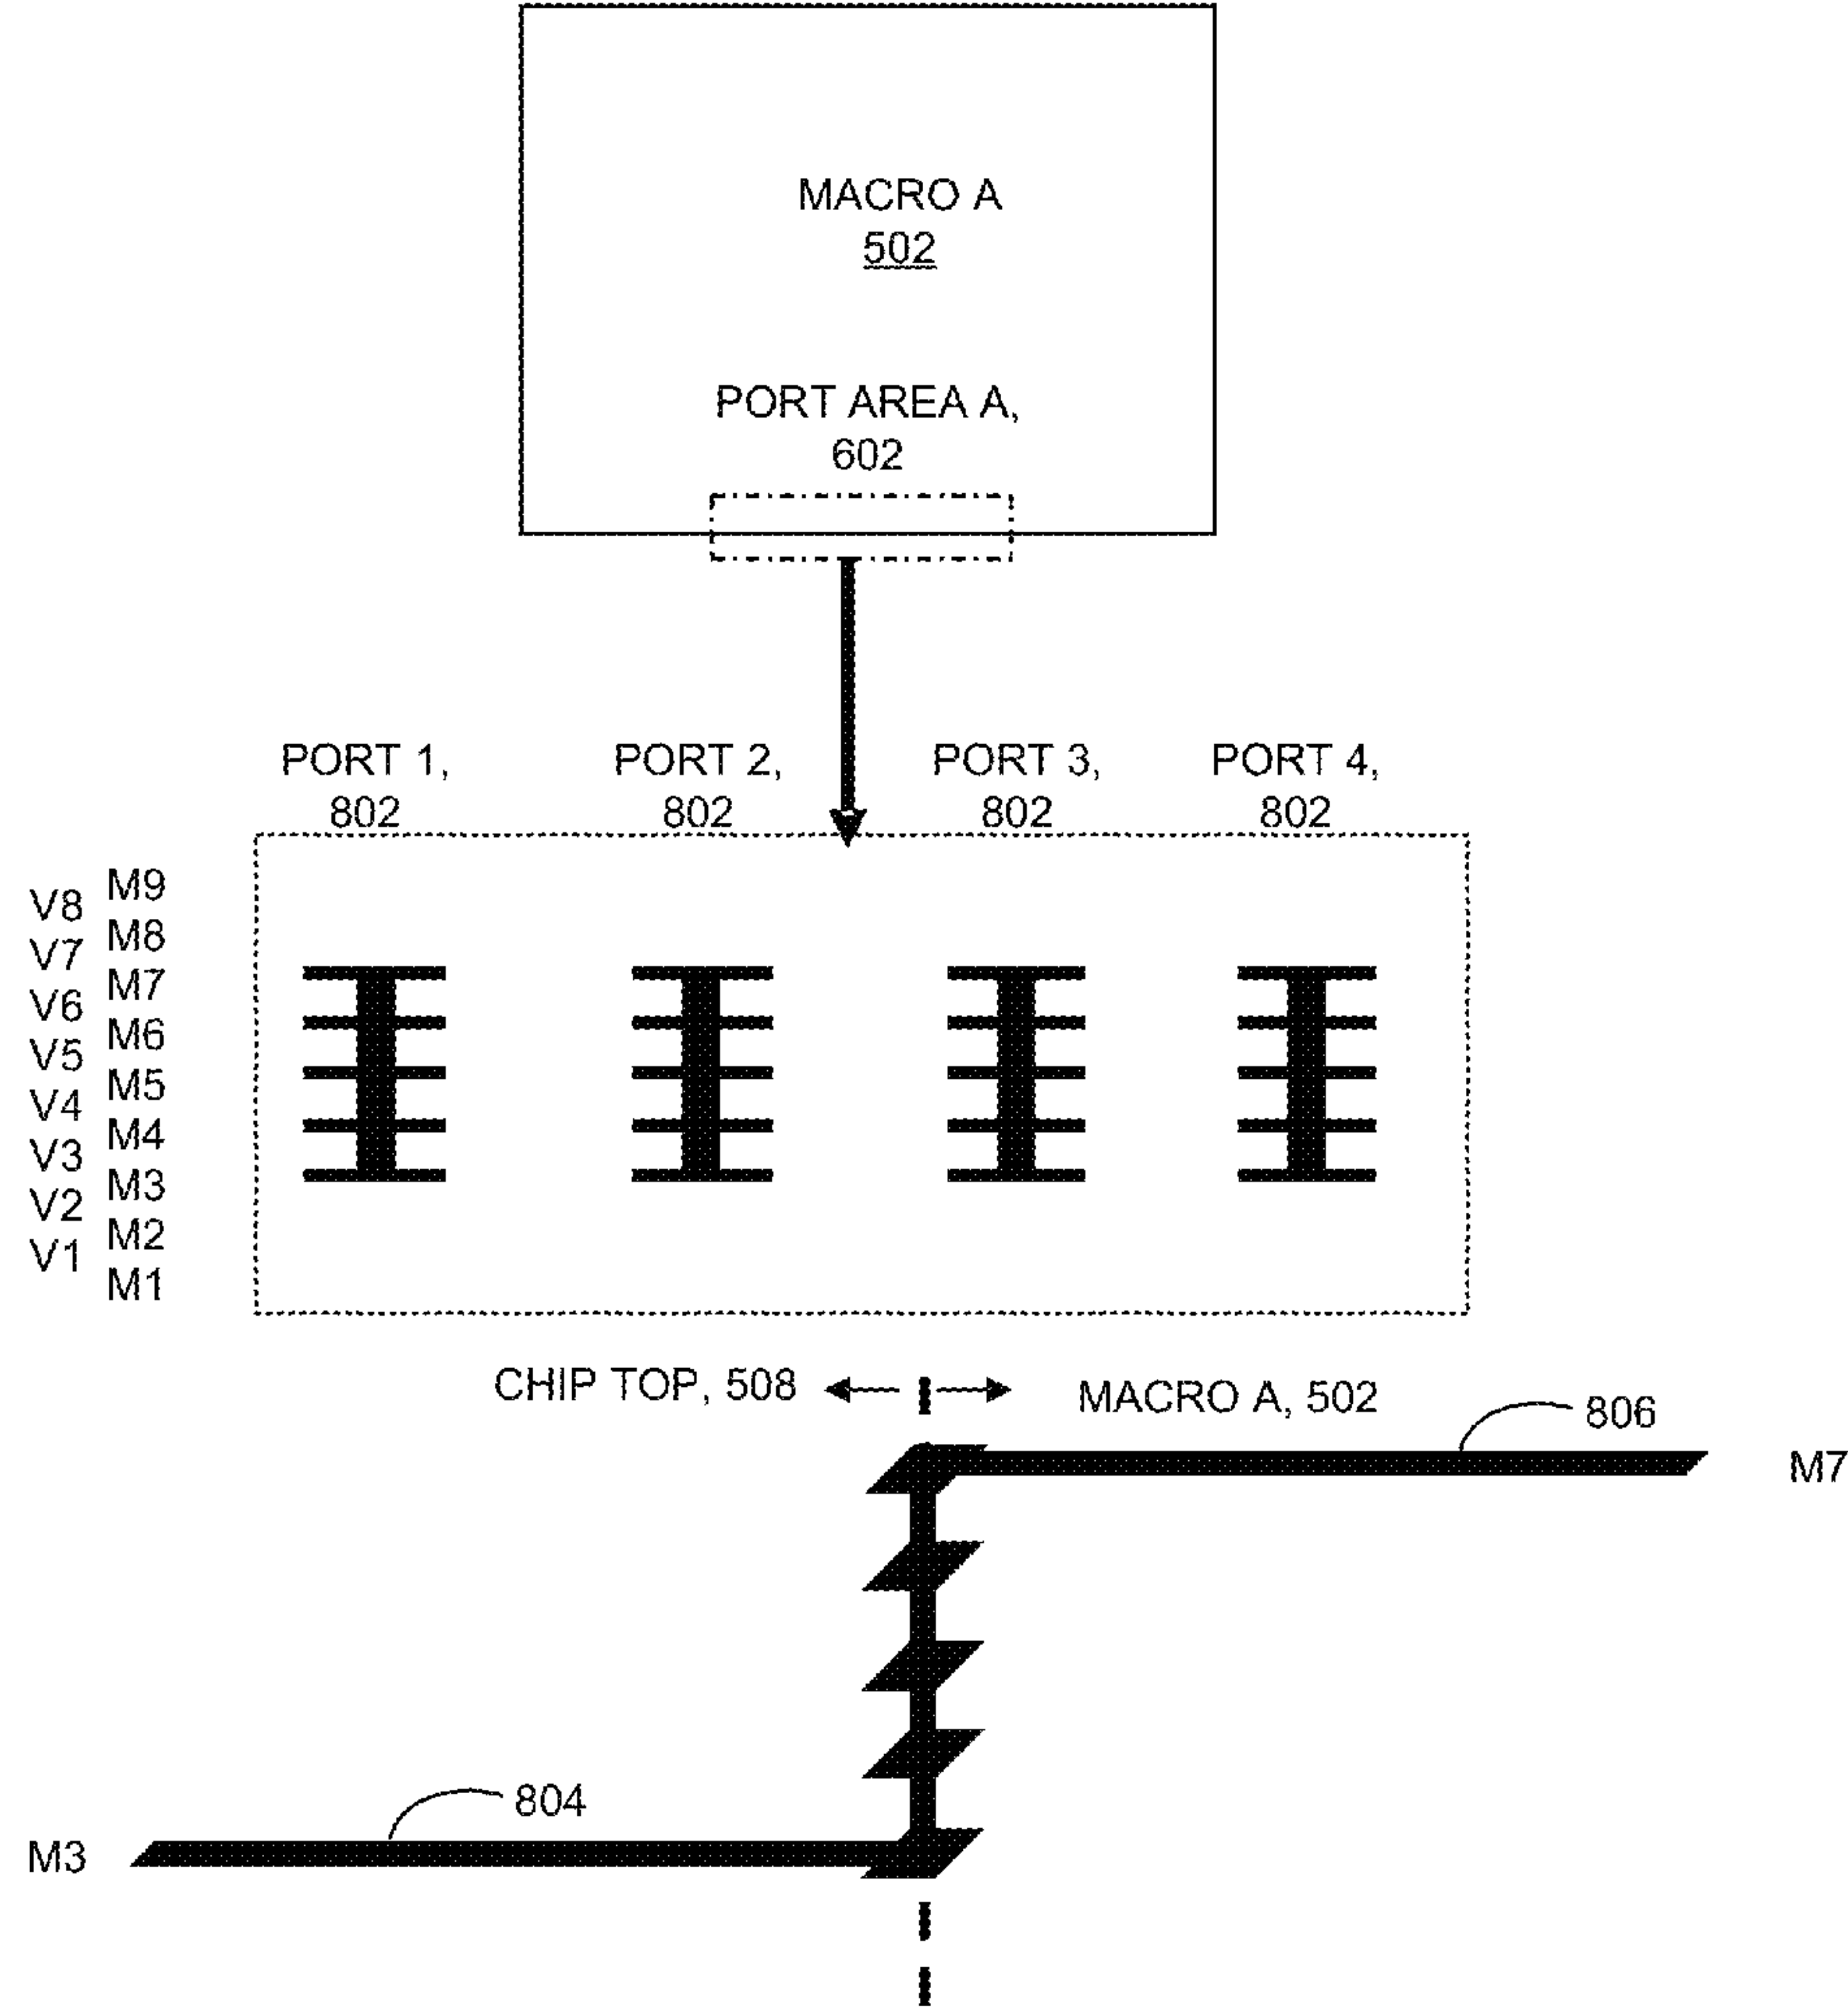 MACRO A
502
PORT AREA A,
602
PORT 1,
802
PORT 2,
802
PORT 3,
802
PORT 4,
802
M9
V8
M8
V7
M7
V6
M6
V5
M5
V4
M4
V3
M3
V2
M2
V1
M1
CHIP TOP, 508
MACRO A, 502
806
M7
804
M3